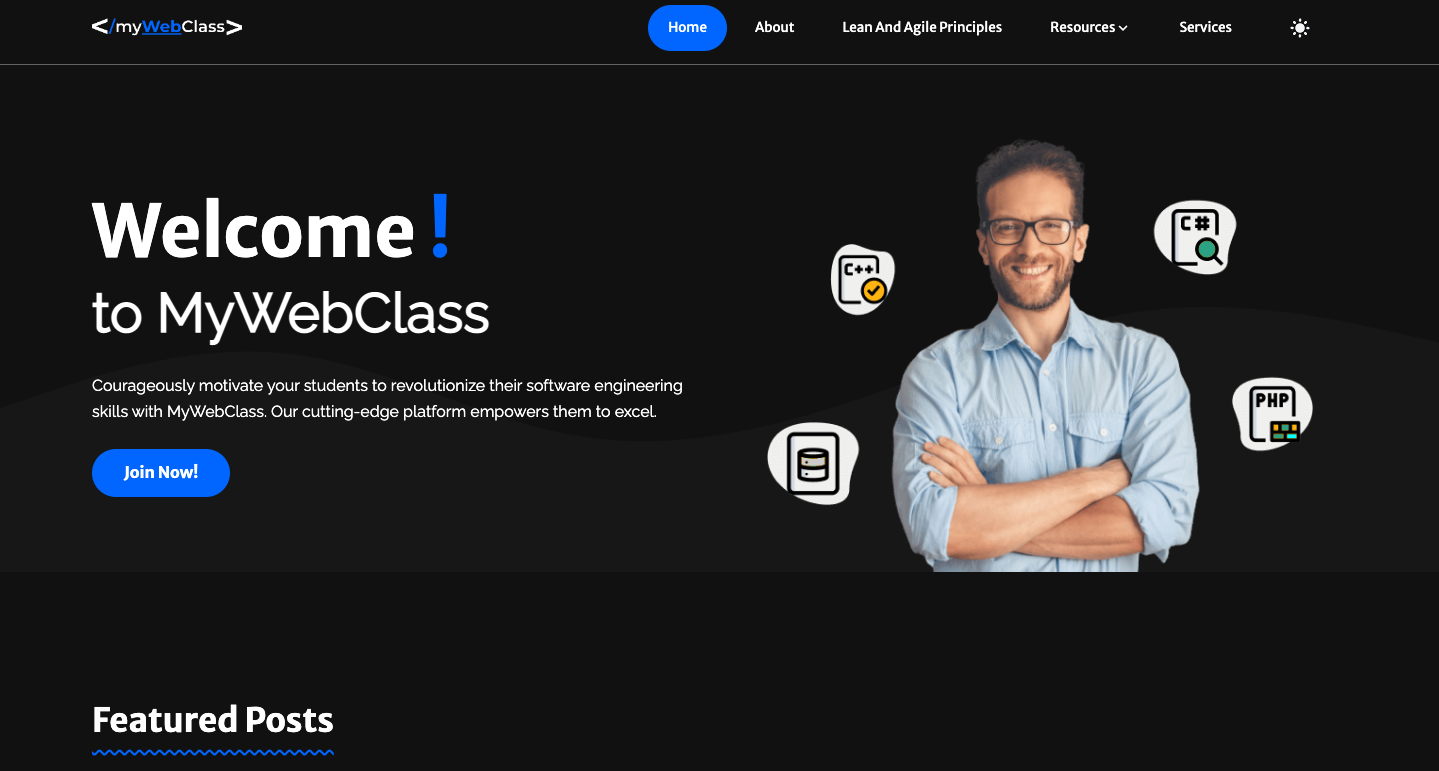 </myWebClass>
Home About Lean And Agile Principles Resources Services
Welcome!
to MyWebClass
Courageously motivate your students to revolutionize their software engineering
skills with MyWebClass. Our cutting-edge platform empowers them to excel.
Join Now!
C++
C#
PHP
Featured Posts